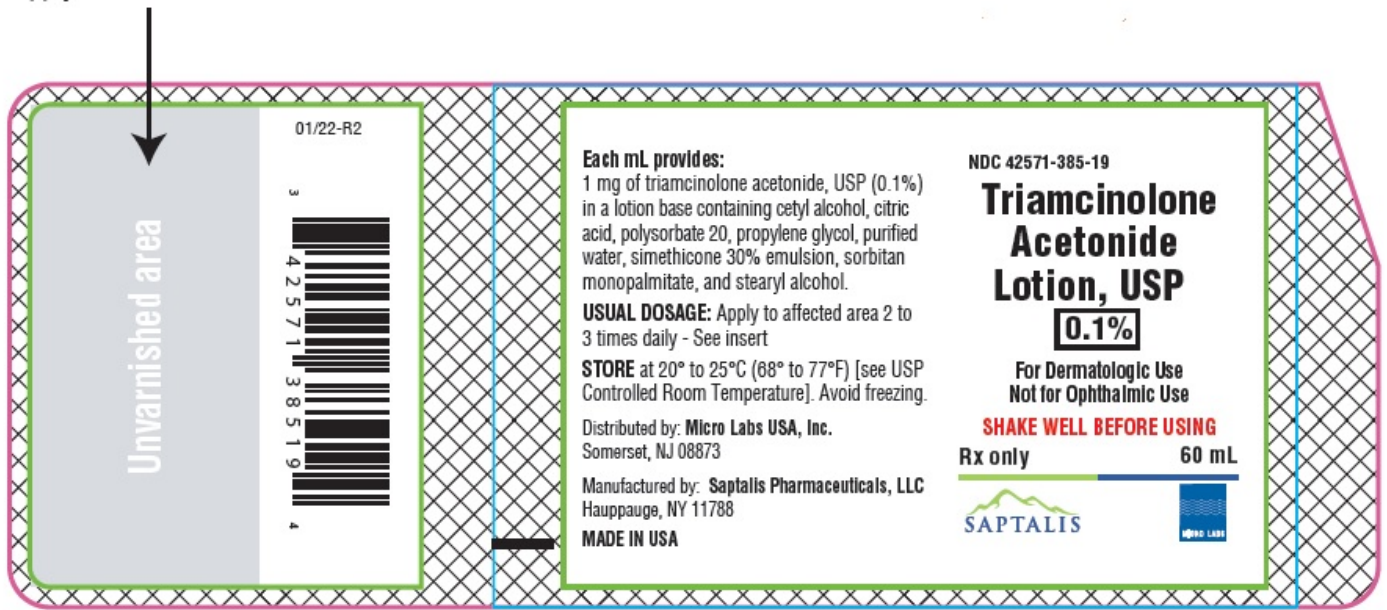 Unvarnished area
01/22-R2
3 42571 38519 4
Each mL provides:
1 mg of triamcinolone acetonide, USP (0.1%)
in a lotion base containing cetyl alcohol, citric
acid, polysorbate 20, propylene glycol, purified
water, simethicone 30% emulsion, sorbitan
monopalmitate, and stearyl alcohol.
USUAL DOSAGE: Apply to affected area 2 to
3 times daily - See insert
STORE at 20° to 25°C (68° to 77°F) [see USP
Controlled Room Temperature]. Avoid freezing.
Distributed by: Micro Labs USA, Inc.
Somerset, NJ 08873
Manufactured by: Saptalis Pharmaceuticals, LLC
Hauppauge, NY 11788
MADE IN USA
NDC 42571-385-19
Triamcinolone
Acetonide
Lotion, USP
0.1%
For Dermatologic Use
Not for Ophthalmic Use
SHAKE WELL BEFORE USING
Rx only 60 mL
SAPTALIS
MICRO LABS